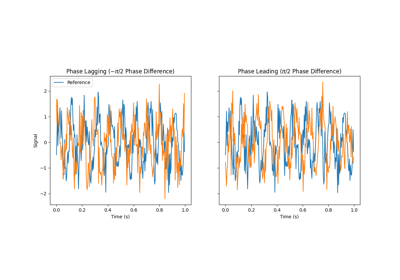 Phase Lagging (−π/2 Phase Difference)
Phase Leading (π/2 Phase Difference)
Reference
Signal
2
1
0
−1
−2
0.0 0.2 0.4 0.6 0.8 1.0
0.0 0.2 0.4 0.6 0.8 1.0
Time (s)
Time (s)